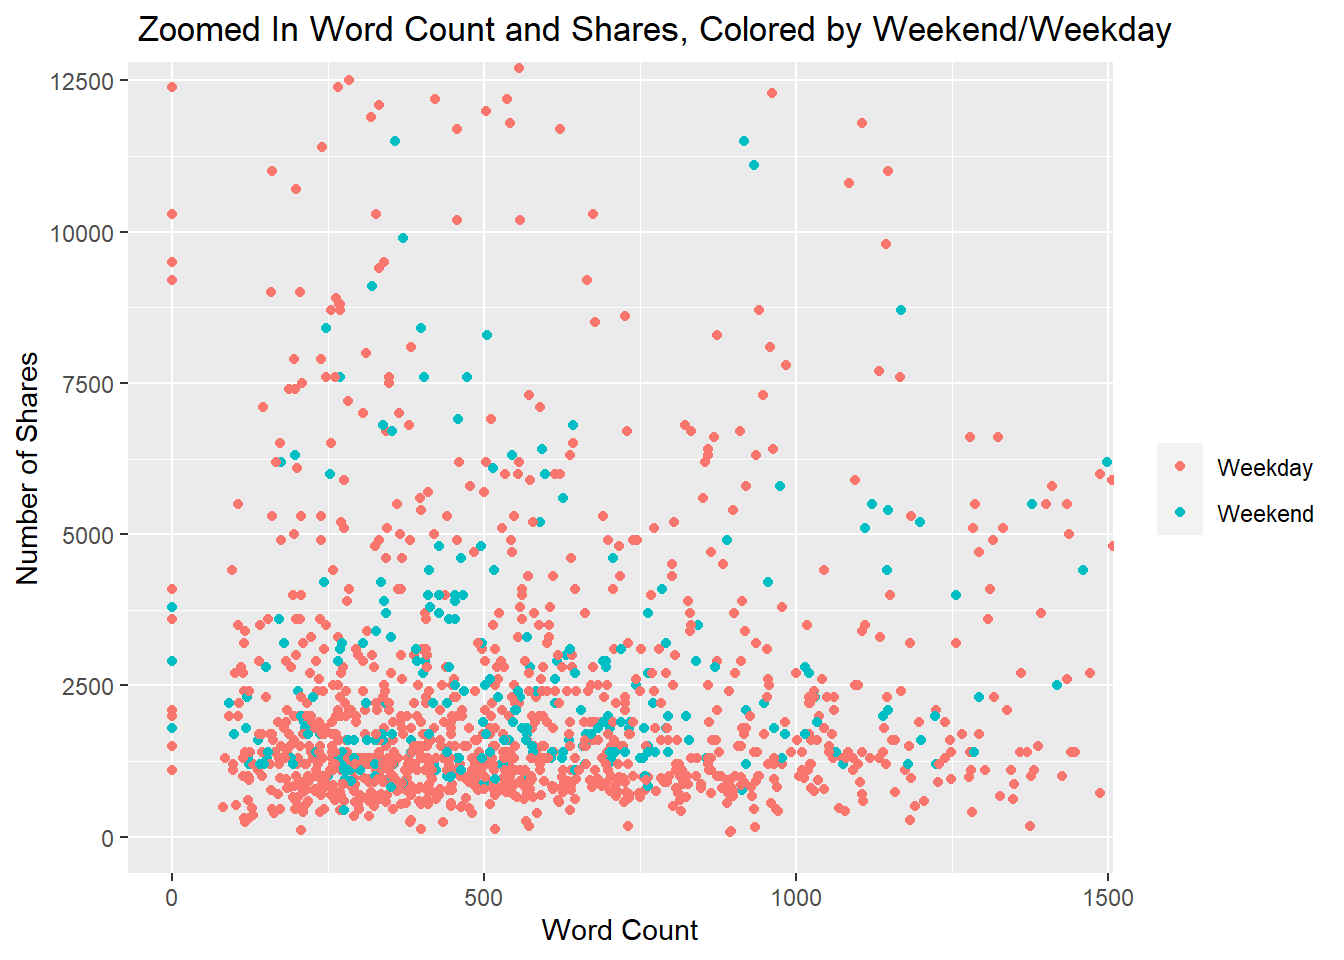 Zoomed In Word Count and Shares, Colored by Weekend/Weekday
12500
10000
7500
5000
2500
0
Number of Shares
0 500 1000 1500
Word Count
Weekday
Weekend